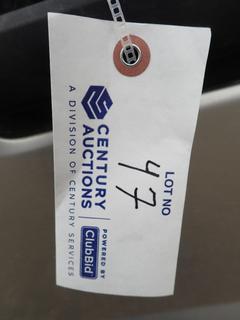 CENTURY
AUCTIONS
A DIVISION OF CENTURY SERVICES
POWERED BY
ClubBid
LOT NO
47